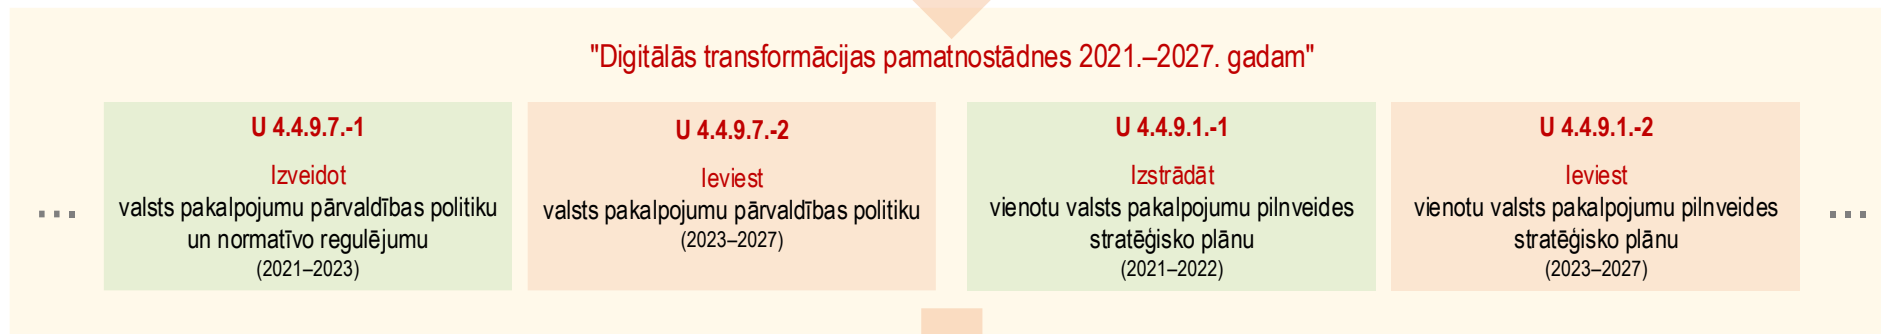 "Digitālās transformācijas pamatnostādnes 2021.–2027. gadam"
U 4.4.9.7.-1
Izveidot
valsts pakalpojumu pārvaldības politiku
un normatīvo regulējumu
(2021–2023)
U 4.4.9.7.-2
Ieviest
valsts pakalpojumu pārvaldības politiku
(2023–2027)
U 4.4.9.1.-1
Izstrādāt
vienotu valsts pakalpojumu pilnveides
stratēģisko plānu
(2021–2022)
U 4.4.9.1.-2
Ieviest
vienotu valsts pakalpojumu pilnveides
stratēģisko plānu
(2023–2027)
...
...